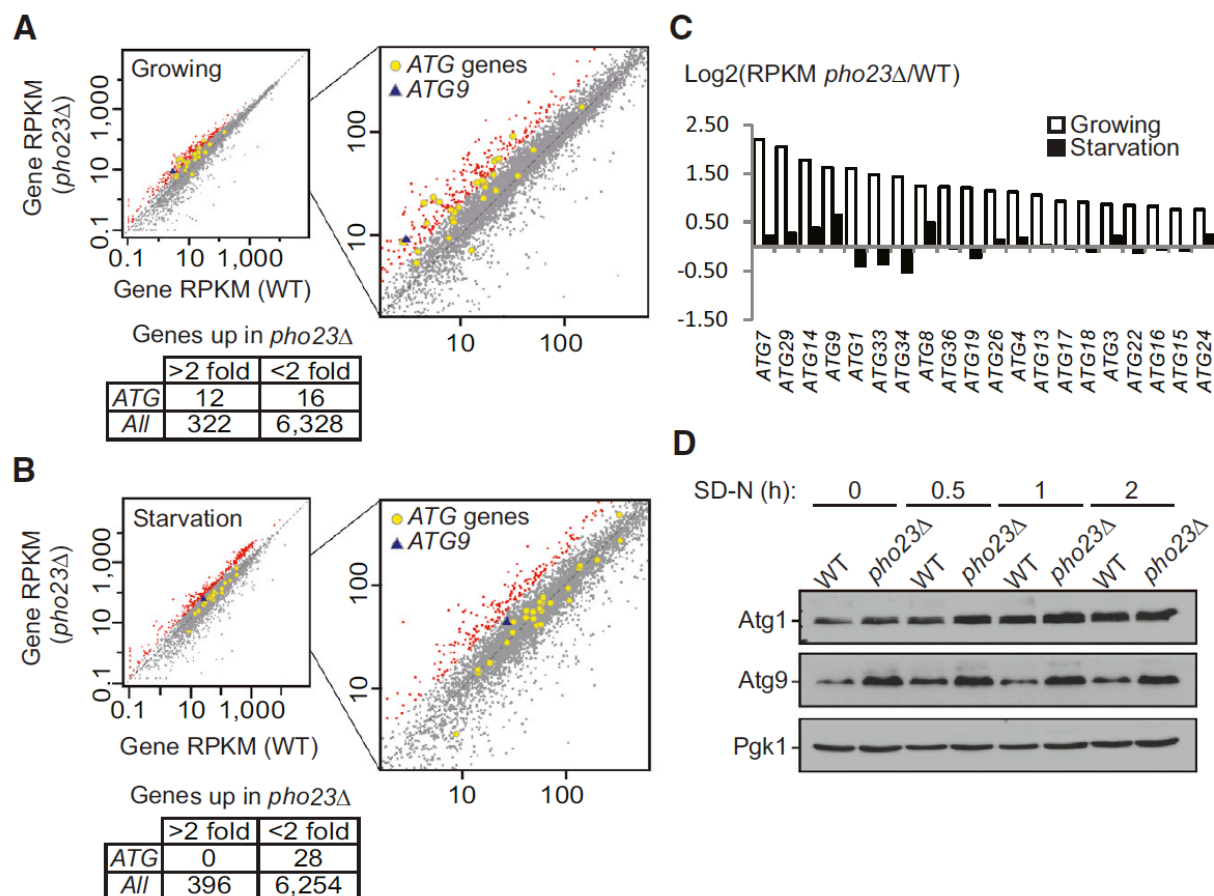 A
Growing
Gene RPKM
(pho23Δ)
1,000
10
0.1
0.1 10 1,000
Gene RPKM (WT)
ATG genes
ATG9
100
10
10 100
Genes up in pho23Δ
>2 fold <2 fold
ATG 12 16
All 322 6,328
B
Starvation
Gene RPKM
(pho23Δ)
1,000
10
0.1
0.1 10 1,000
Gene RPKM (WT)
ATG genes
ATG9
100
10
10 100
Genes up in pho23Δ
>2 fold <2 fold
ATG 0 28
All 396 6,254
C
Log2(RPKM pho23Δ/WT)
2.50
1.50
0.50
-0.50
-1.50
Growing
Starvation
ATG7 ATG29 ATG14 ATG9 ATG1 ATG33 ATG34 ATG8 ATG36 ATG19 ATG26 ATG4 ATG13 ATG17 ATG18 ATG3 ATG22 ATG16 ATG15 ATG24
D
SD-N (h): 0 0.5 1 2
WT pho23Δ WT pho23Δ WT pho23Δ WT pho23Δ
Atg1
Atg9
Pgk1